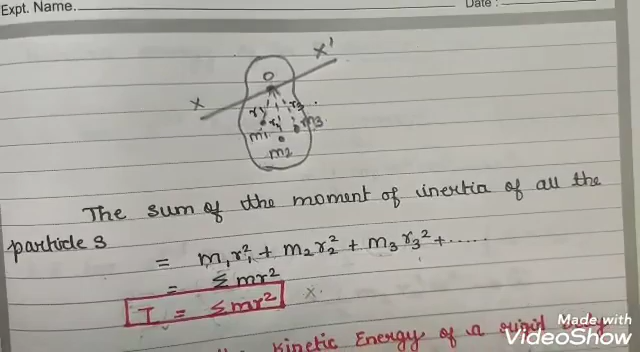 Expt. Name.
Date :
X'
O
X
r1 r2 r3
m1 m3
m2
The sum of the moment of inertia of all the
particles
= m₁r₁² + m₂r₂² + m₃r₃² + ......
= Σmr²
I = Σmr²
Kinetic Energy of a rigid body
Made with
VideoShow